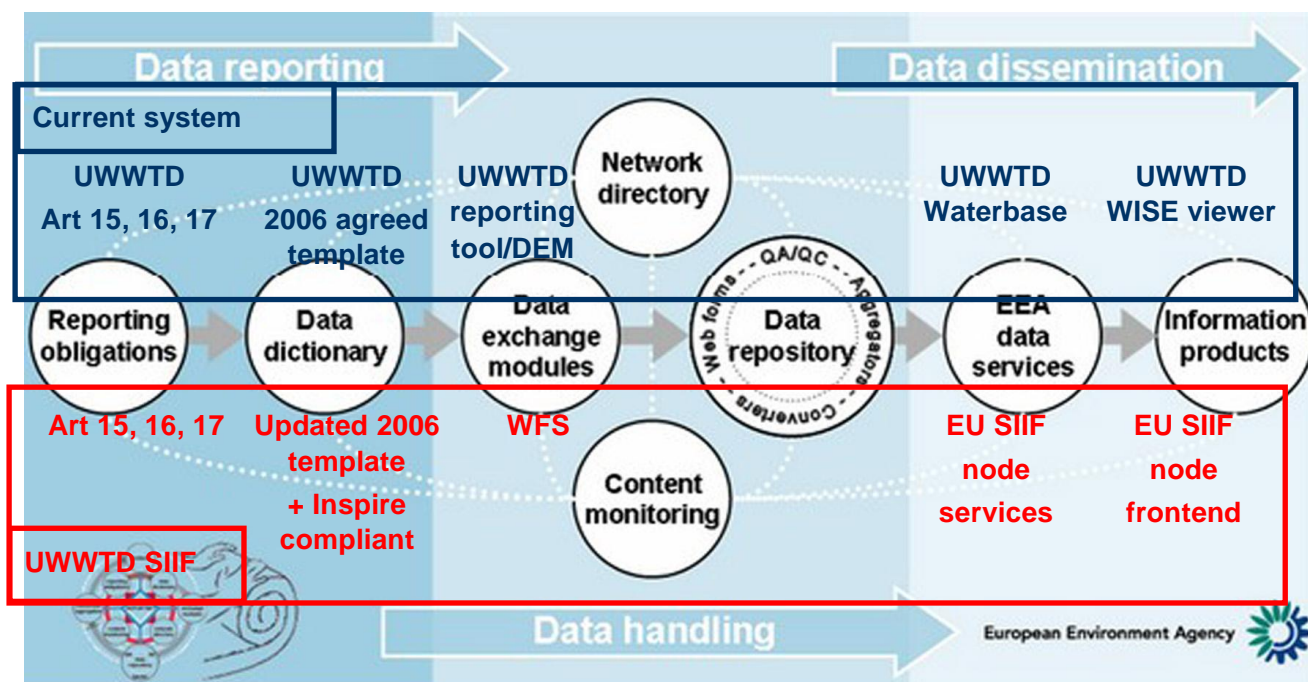 Data reporting
Data dissemination
Current system
UWWTD
Art 15, 16, 17
UWWTD
2006 agreed
template
UWWTD
reporting
tool/DEM
Network
directory
UWWTD
Waterbase
UWWTD
WISE viewer
Reporting
obligations
Data
dictionary
Data
exchange
modules
Web forms - - QA/QC - - Aggregators - - Converters - -
Data
repository
EEA
data
services
Information
products
Art 15, 16, 17
Updated 2006
template
+ Inspire
compliant
WFS
Content
monitoring
EU SIIF
node
services
EU SIIF
node
frontend
UWWTD SIIF
Data handling
European Environment Agency